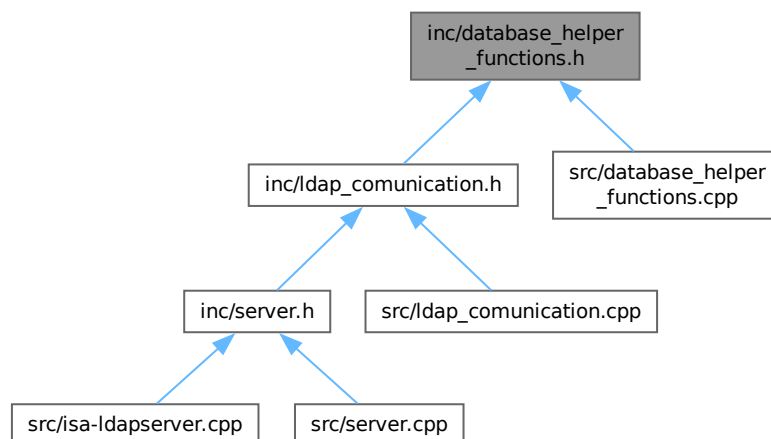 inc/database_helper
_functions.h
inc/ldap_comunication.h
src/database_helper
_functions.cpp
inc/server.h
src/ldap_comunication.cpp
src/isa-ldapserver.cpp
src/server.cpp